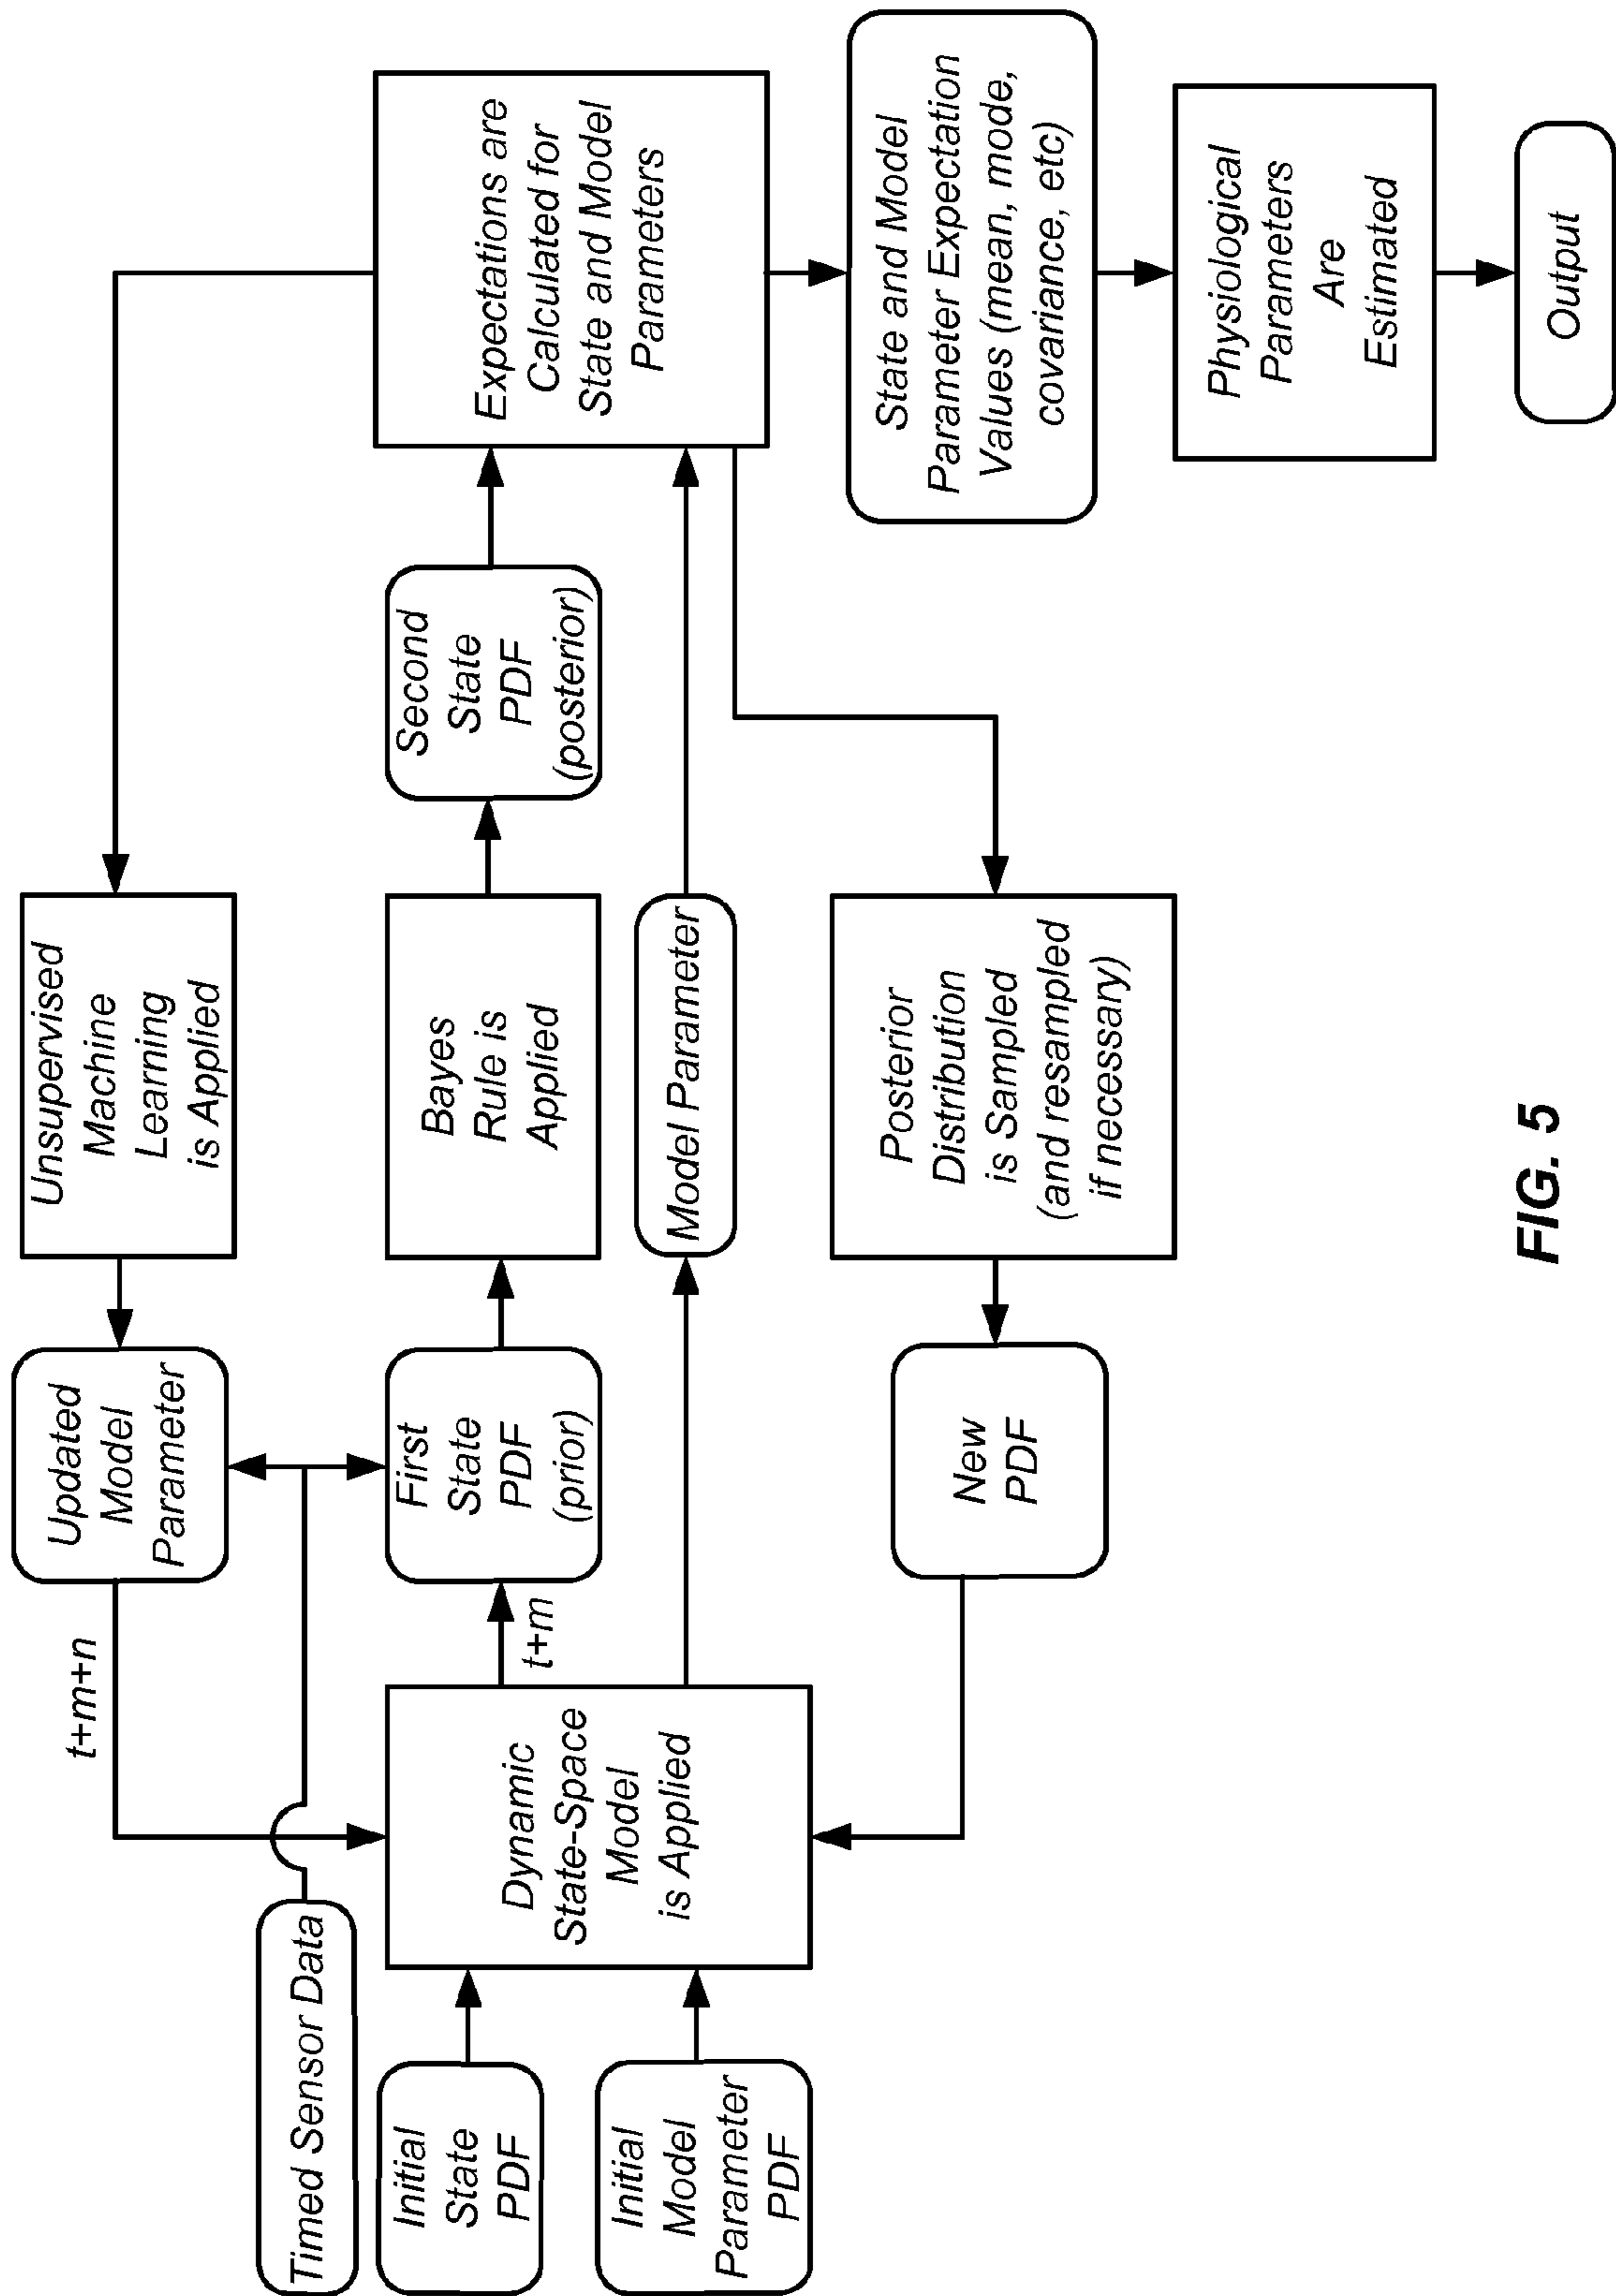 Timed Sensor Data
Initial
State
PDF
Initial
Model
Parameter
PDF
t+m+n
Dynamic
State-Space
Model
is Applied
t+m
Updated
Model
Parameter
First
State
PDF
(prior)
New
PDF
Unsupervised
Machine
Learning
is Applied
Bayes
Rule is
Applied
Model Parameter
Posterior
Distribution
is Sampled
(and resampled
if necessary)
Second
State
PDF
(posterior)
Expectations are
Calculated for
State and Model
Parameters
State and Model
Parameter Expectation
Values (mean, mode,
covariance, etc)
Physiological
Parameters
Are
Estimated
Output
FIG. 5